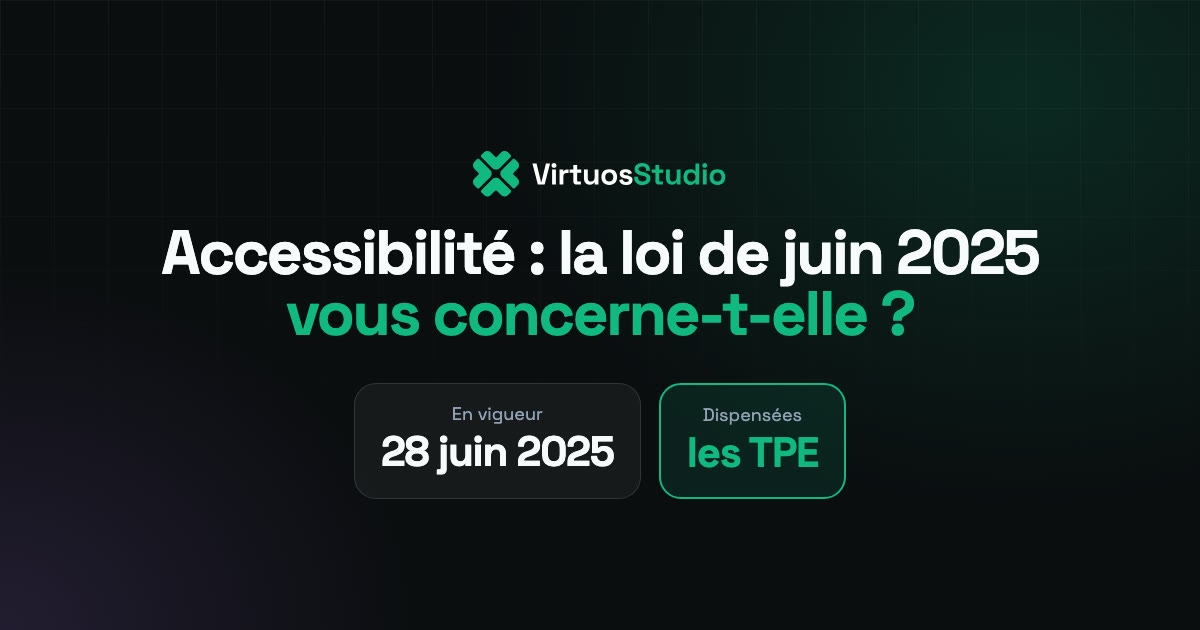 VirtuosStudio
Accessibilité : la loi de juin 2025
vous concerne-t-elle ?
En vigueur
28 juin 2025
Dispensées
les TPE